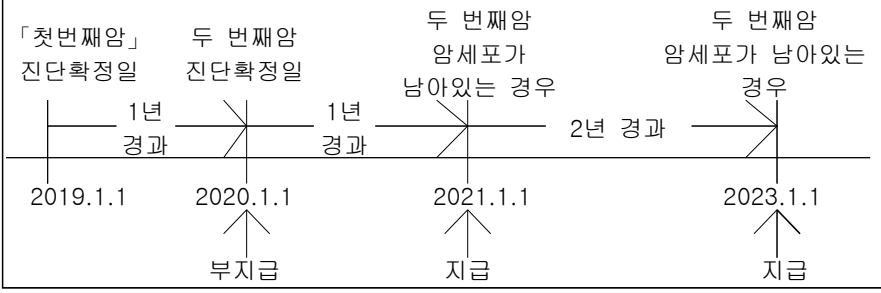 「첫번째암」
진단확정일
두 번째암
진단확정일
두 번째암
암세포가
남아있는 경우
두 번째암
암세포가 남아있는
경우
1년
경과
1년
경과
2년 경과
2019.1.1
2020.1.1
2021.1.1
2023.1.1
부지급
지급
지급